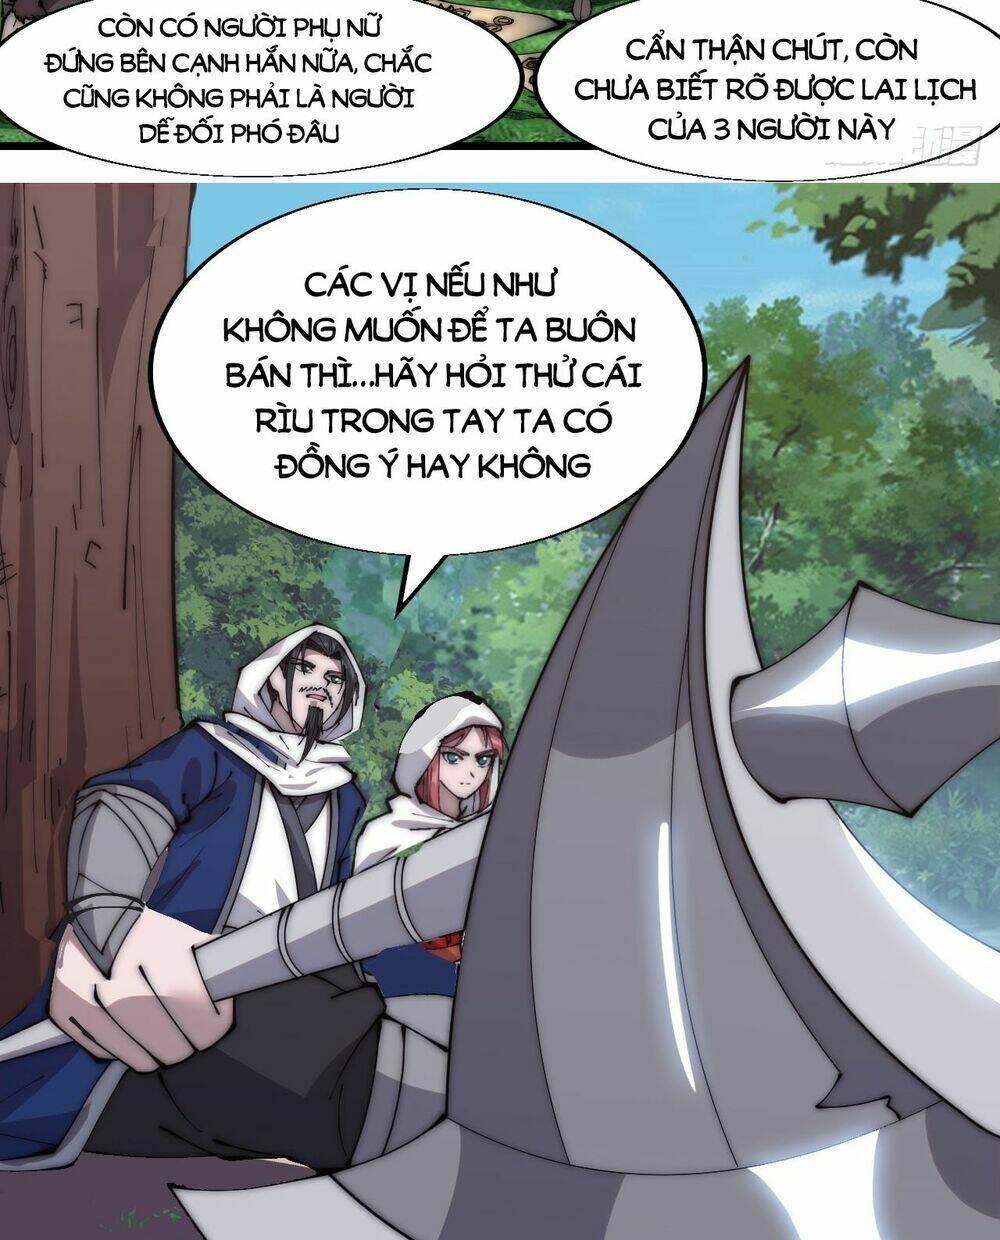 CÒN CÓ NGƯỜI PHỤ NỮ
ĐỨNG BÊN CẠNH HẮN NỮA, CHẮC
CŨNG KHÔNG PHẢI LÀ NGƯỜI
DỄ ĐỐI PHÓ ĐÂU
CẨN THẬN CHÚT, CÒN
CHƯA BIẾT RÕ ĐƯỢC LAI LỊCH
CỦA 3 NGƯỜI NÀY
CÁC VỊ NẾU NHƯ
KHÔNG MUỐN ĐỂ TA BUÔN
BÁN THÌ...HÃY HỎI THỬ CÁI
RÌU TRONG TAY TA CÓ
ĐỒNG Ý HAY KHÔNG